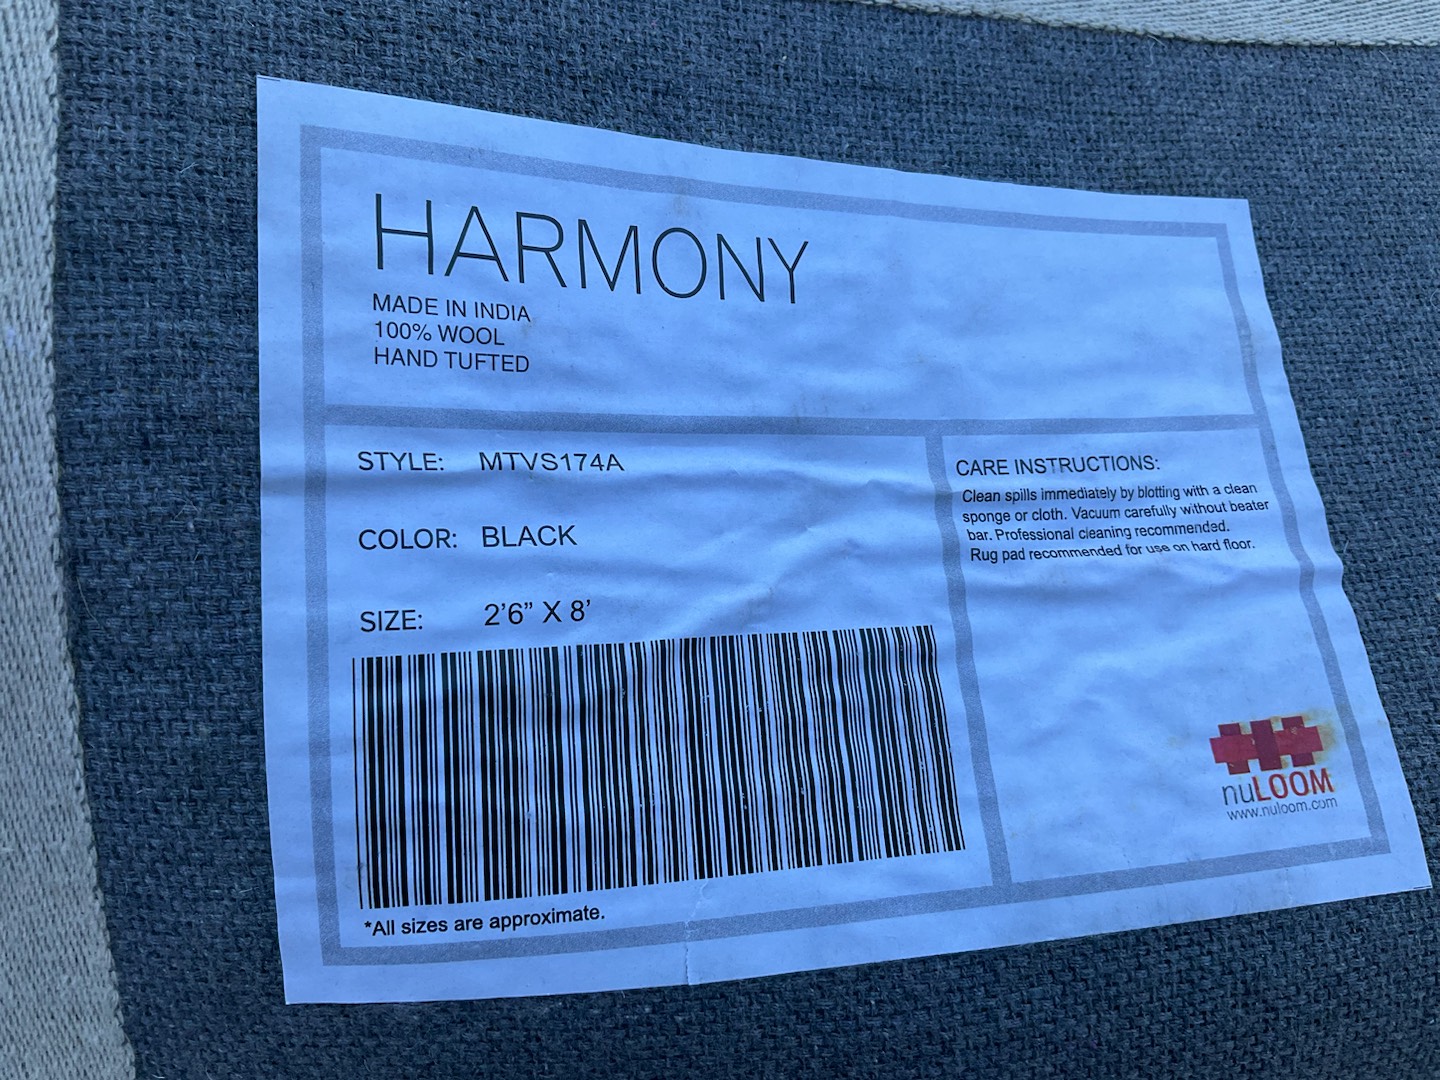 HARMONY
MADE IN INDIA
100% WOOL
HAND TUFTED
STYLE: MTVS174A
COLOR: BLACK
SIZE: 2'6" X 8'
*All sizes are approximate.
CARE INSTRUCTIONS:
Clean spills immediately by blotting with a clean
sponge or cloth. Vacuum carefully without beater
bar. Professional cleaning recommended.
Rug pad recommended for use on hard floor.
nuLOOM
www.nuloom.com